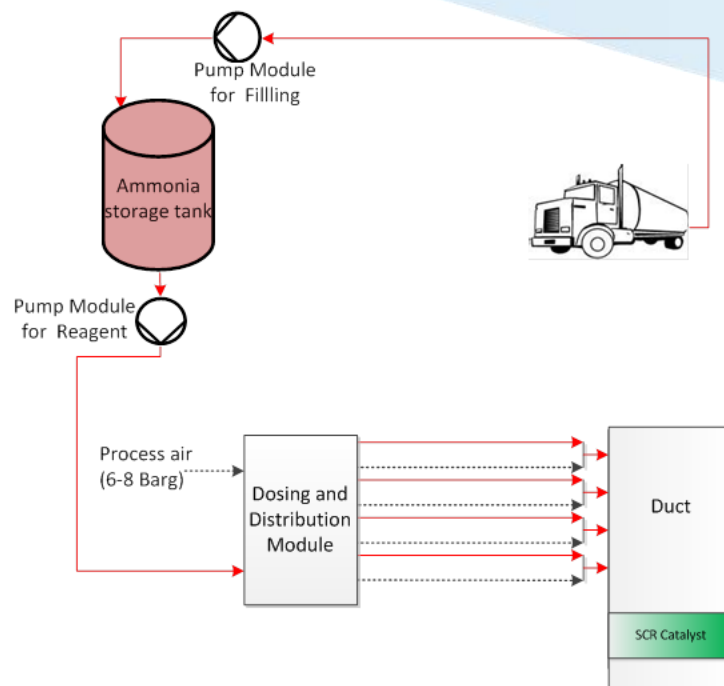 Pump Module
for Fillling
Ammonia
storage tank
Pump Module
for Reagent
Process air
(6-8 Barg)
Dosing and
Distribution
Module
Duct
SCR Catalyst